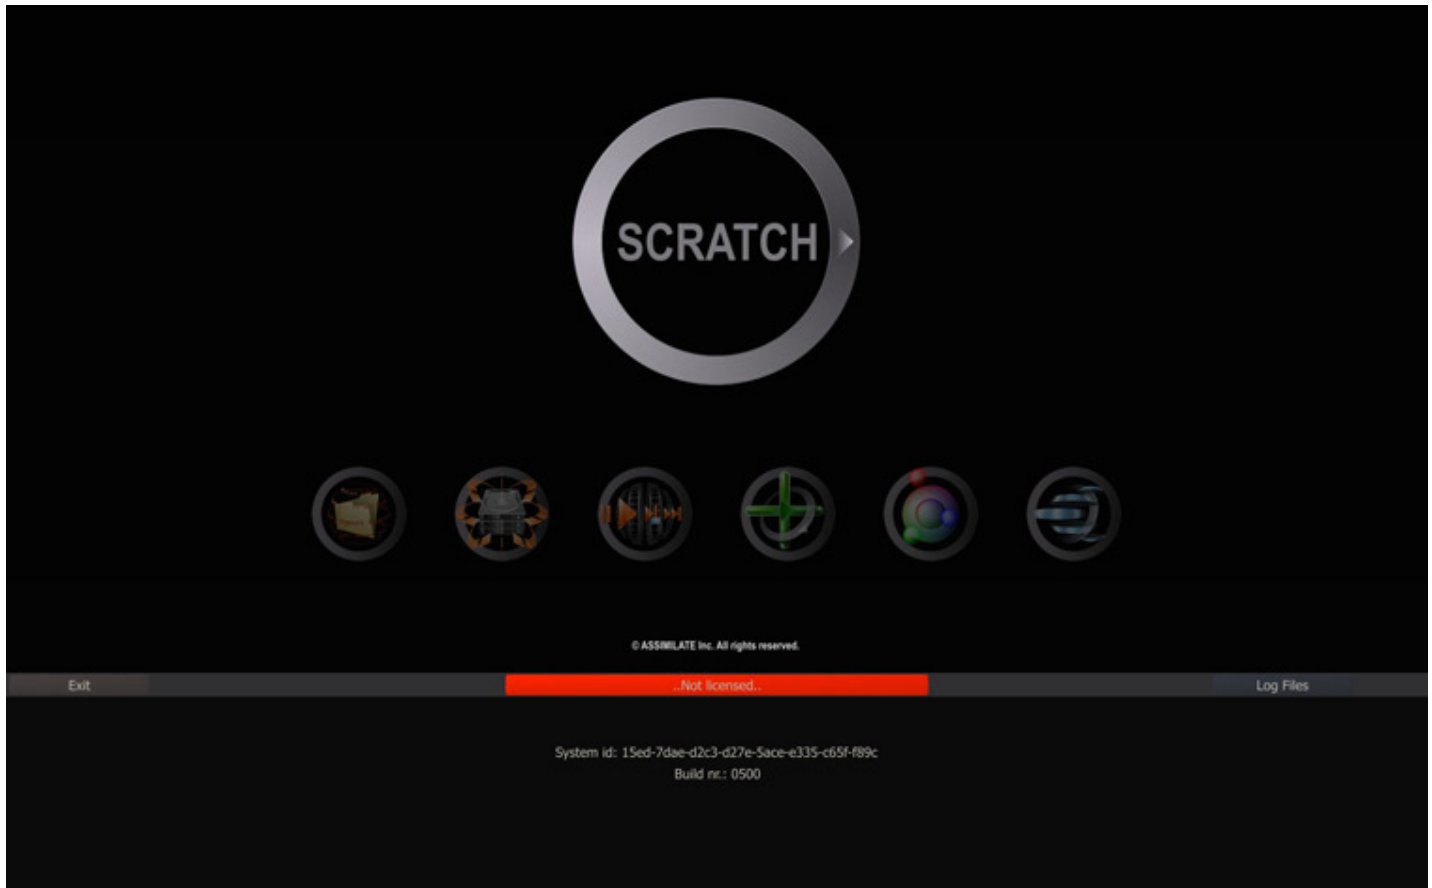 SCRATCH
© ASSIMILATE Inc. All rights reserved.
Exit
..Not licensed..
Log Files
System id: 15ed-7dae-d2c3-d27e-5ace-e335-c65f-f89c
Build nr.: 0500